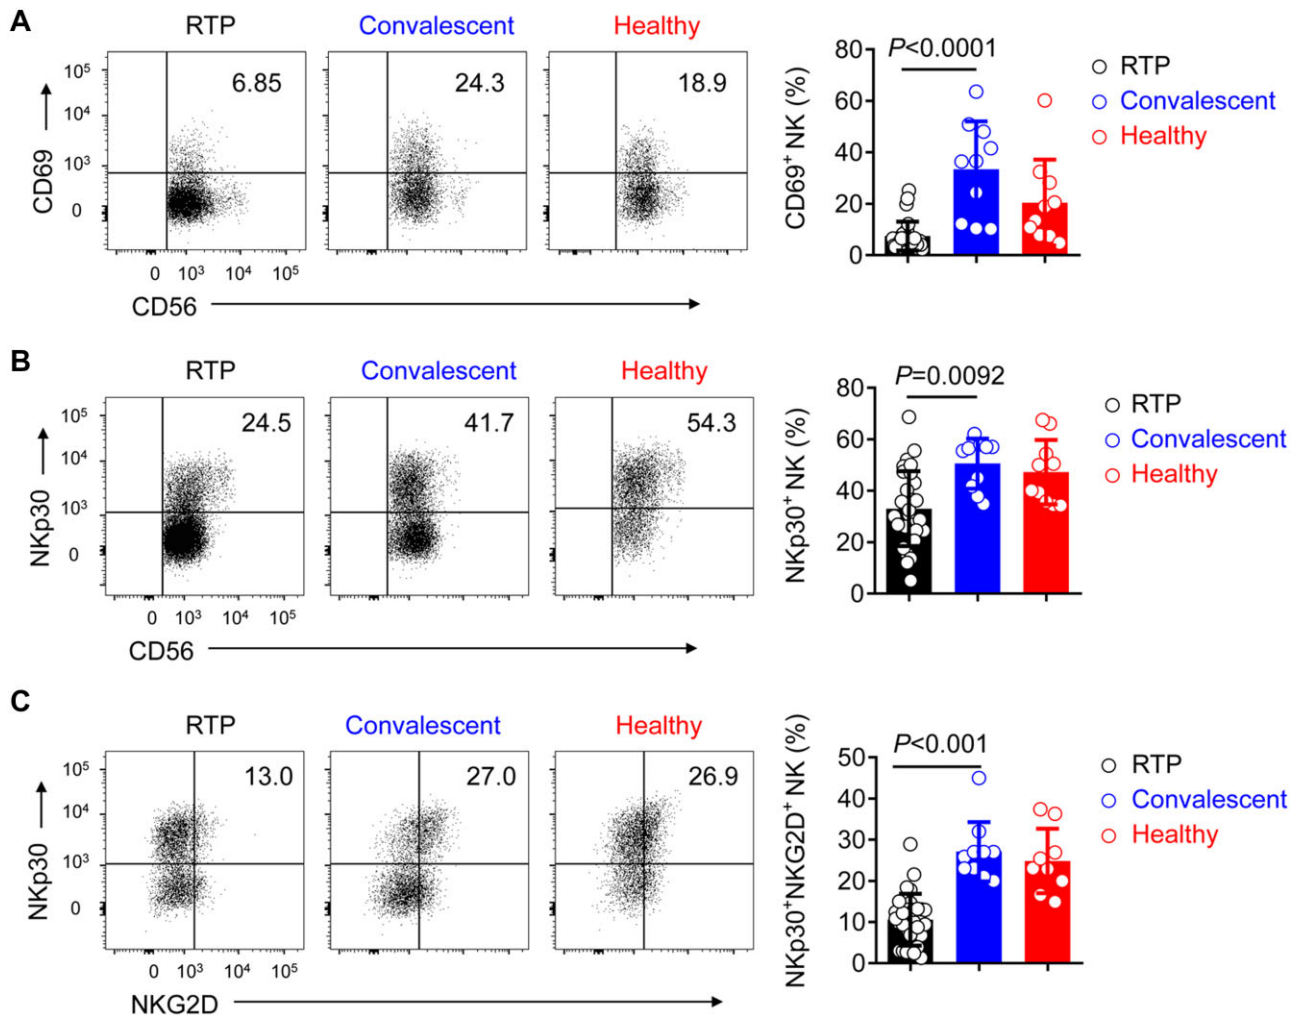 A
RTP Convalescent Healthy
6.85 24.3 18.9
10⁵
10⁴
10³
0
CD69
0 10³ 10⁴ 10⁵
CD56
CD69⁺ NK (%)
80
60
40
20
0
P<0.0001
RTP
Convalescent
Healthy
B
RTP Convalescent Healthy
24.5 41.7 54.3
10⁵
10⁴
10³
0
NKp30
0 10³ 10⁴ 10⁵
CD56
NKp30⁺ NK (%)
80
60
40
20
0
P=0.0092
RTP
Convalescent
Healthy
C
RTP Convalescent Healthy
13.0 27.0 26.9
10⁵
10⁴
10³
0
NKp30
0 10³ 10⁴ 10⁵
NKG2D
NKp30⁺NKG2D⁺ NK (%)
50
40
30
20
10
0
P<0.001
RTP
Convalescent
Healthy